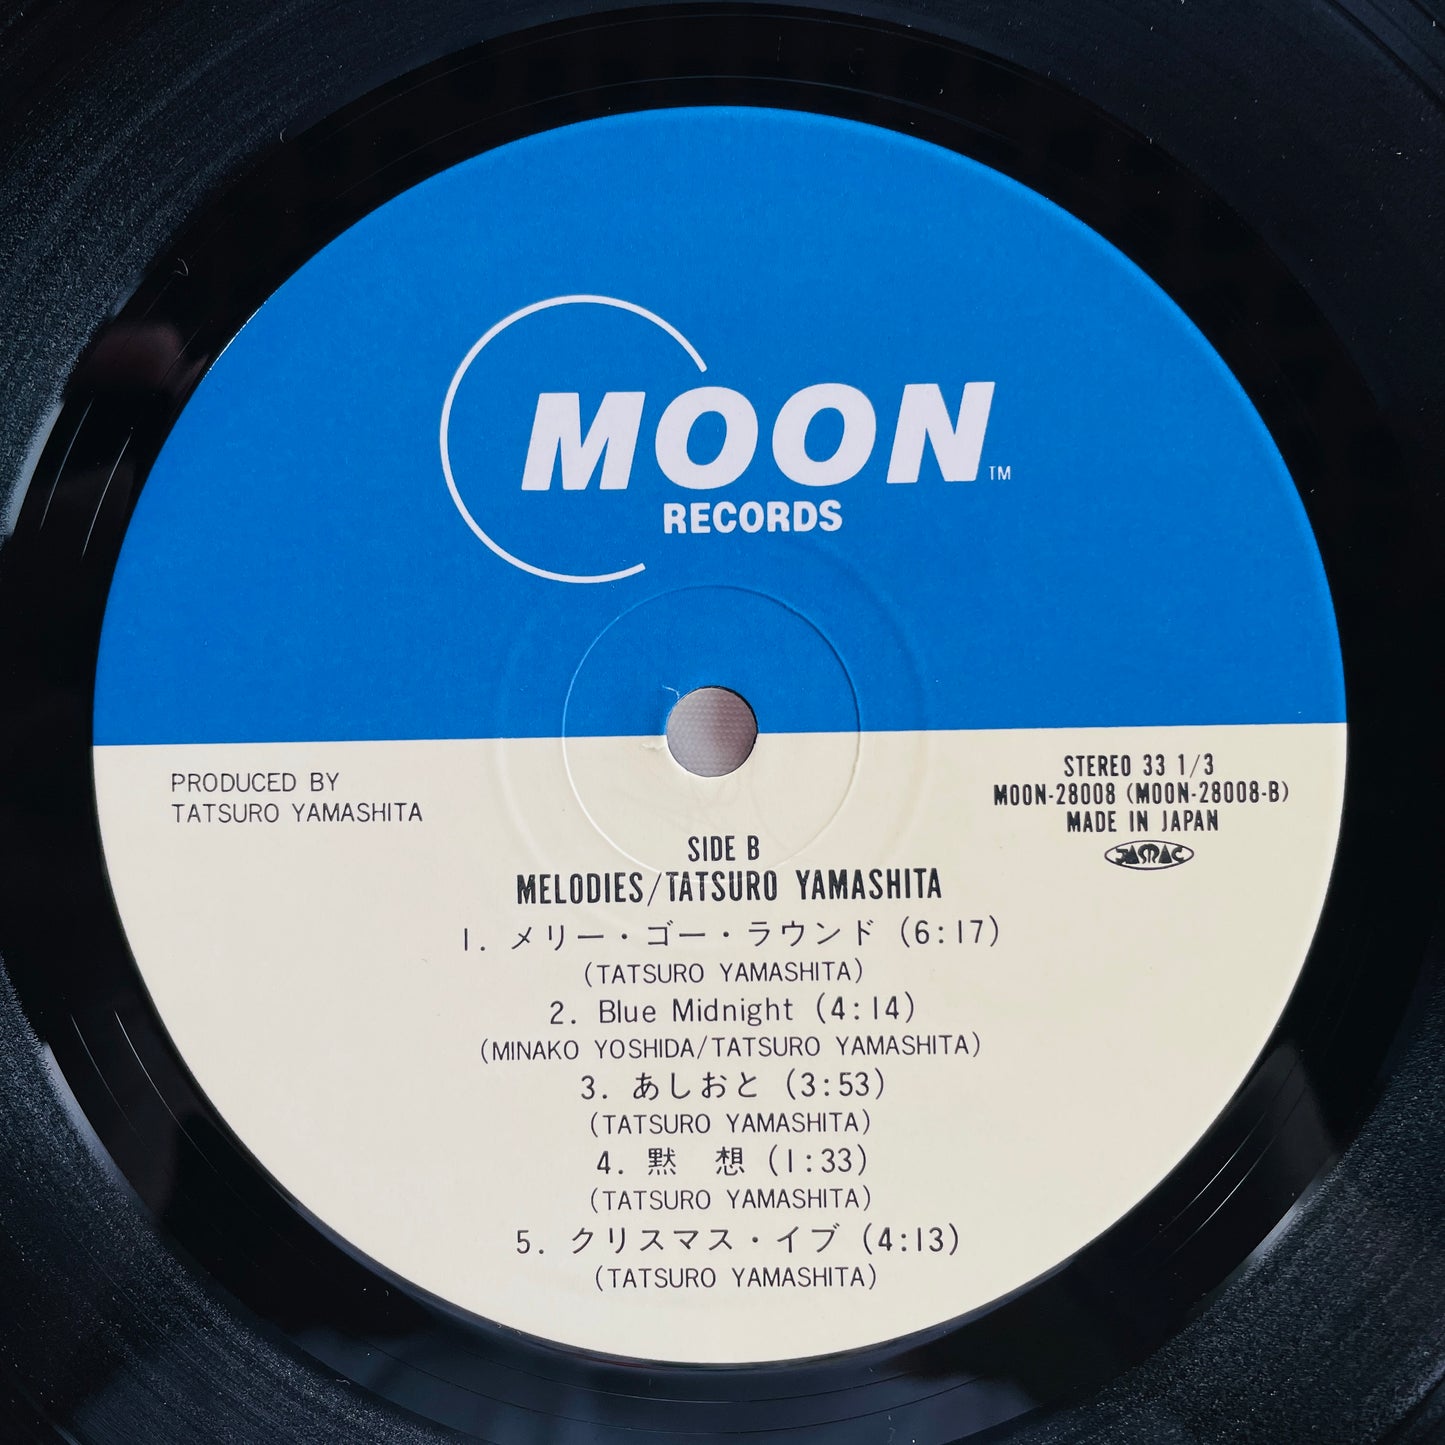 MOON TM
RECORDS
PRODUCED BY
TATSURO YAMASHITA
STEREO 33 1/3
MOON-28008 (MOON-28008-B)
MADE IN JAPAN
JASRAC
SIDE B
MELODIES/TATSURO YAMASHITA
1. メリー・ゴー・ラウンド (6:17)
(TATSURO YAMASHITA)
2. Blue Midnight (4:14)
(MINAKO YOSHIDA/TATSURO YAMASHITA)
3. あしおと (3:53)
(TATSURO YAMASHITA)
4. 黙　想 (1:33)
(TATSURO YAMASHITA)
5. クリスマス・イブ (4:13)
(TATSURO YAMASHITA)